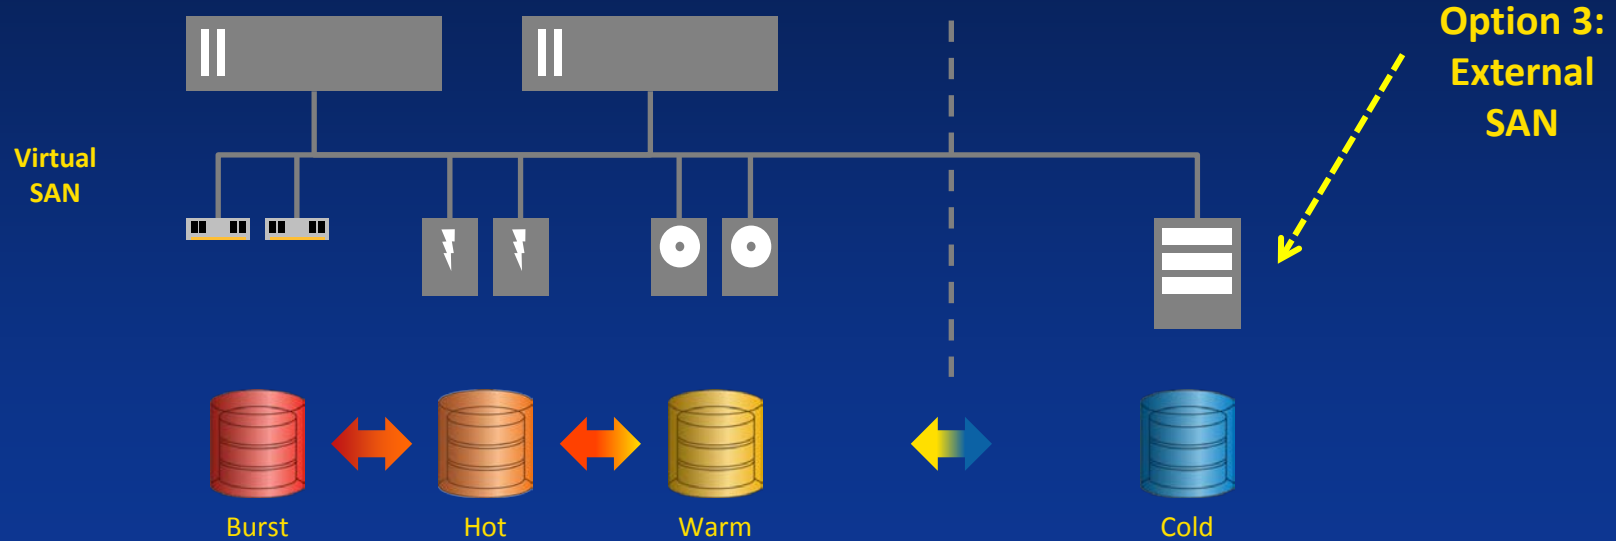 Option 3:
External
SAN
Virtual
SAN
Burst
Hot
Warm
Cold